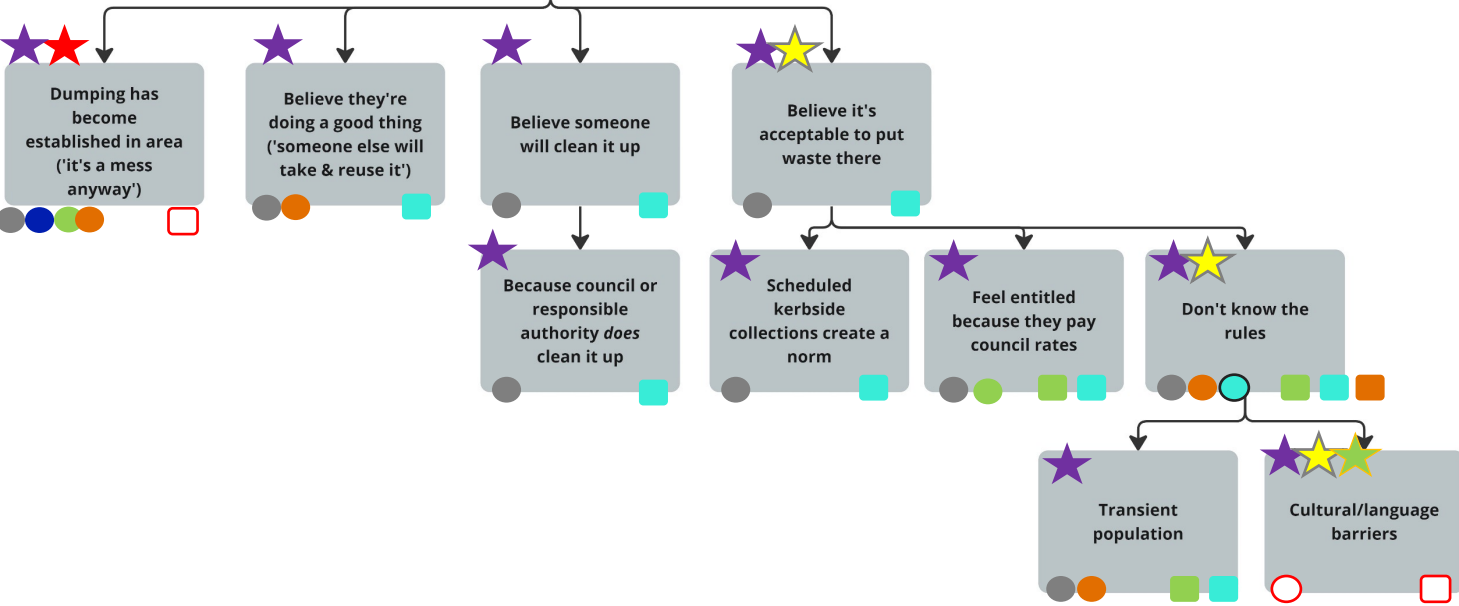 Dumping has
become
established in area
('it's a mess
anyway')
Believe they're
doing a good thing
('someone else will
take & reuse it')
Believe someone
will clean it up
Believe it's
acceptable to put
waste there
Because council or
responsible
authority does
clean it up
Scheduled
kerbside
collections create a
norm
Feel entitled
because they pay
council rates
Don't know the
rules
Transient
population
Cultural/language
barriers